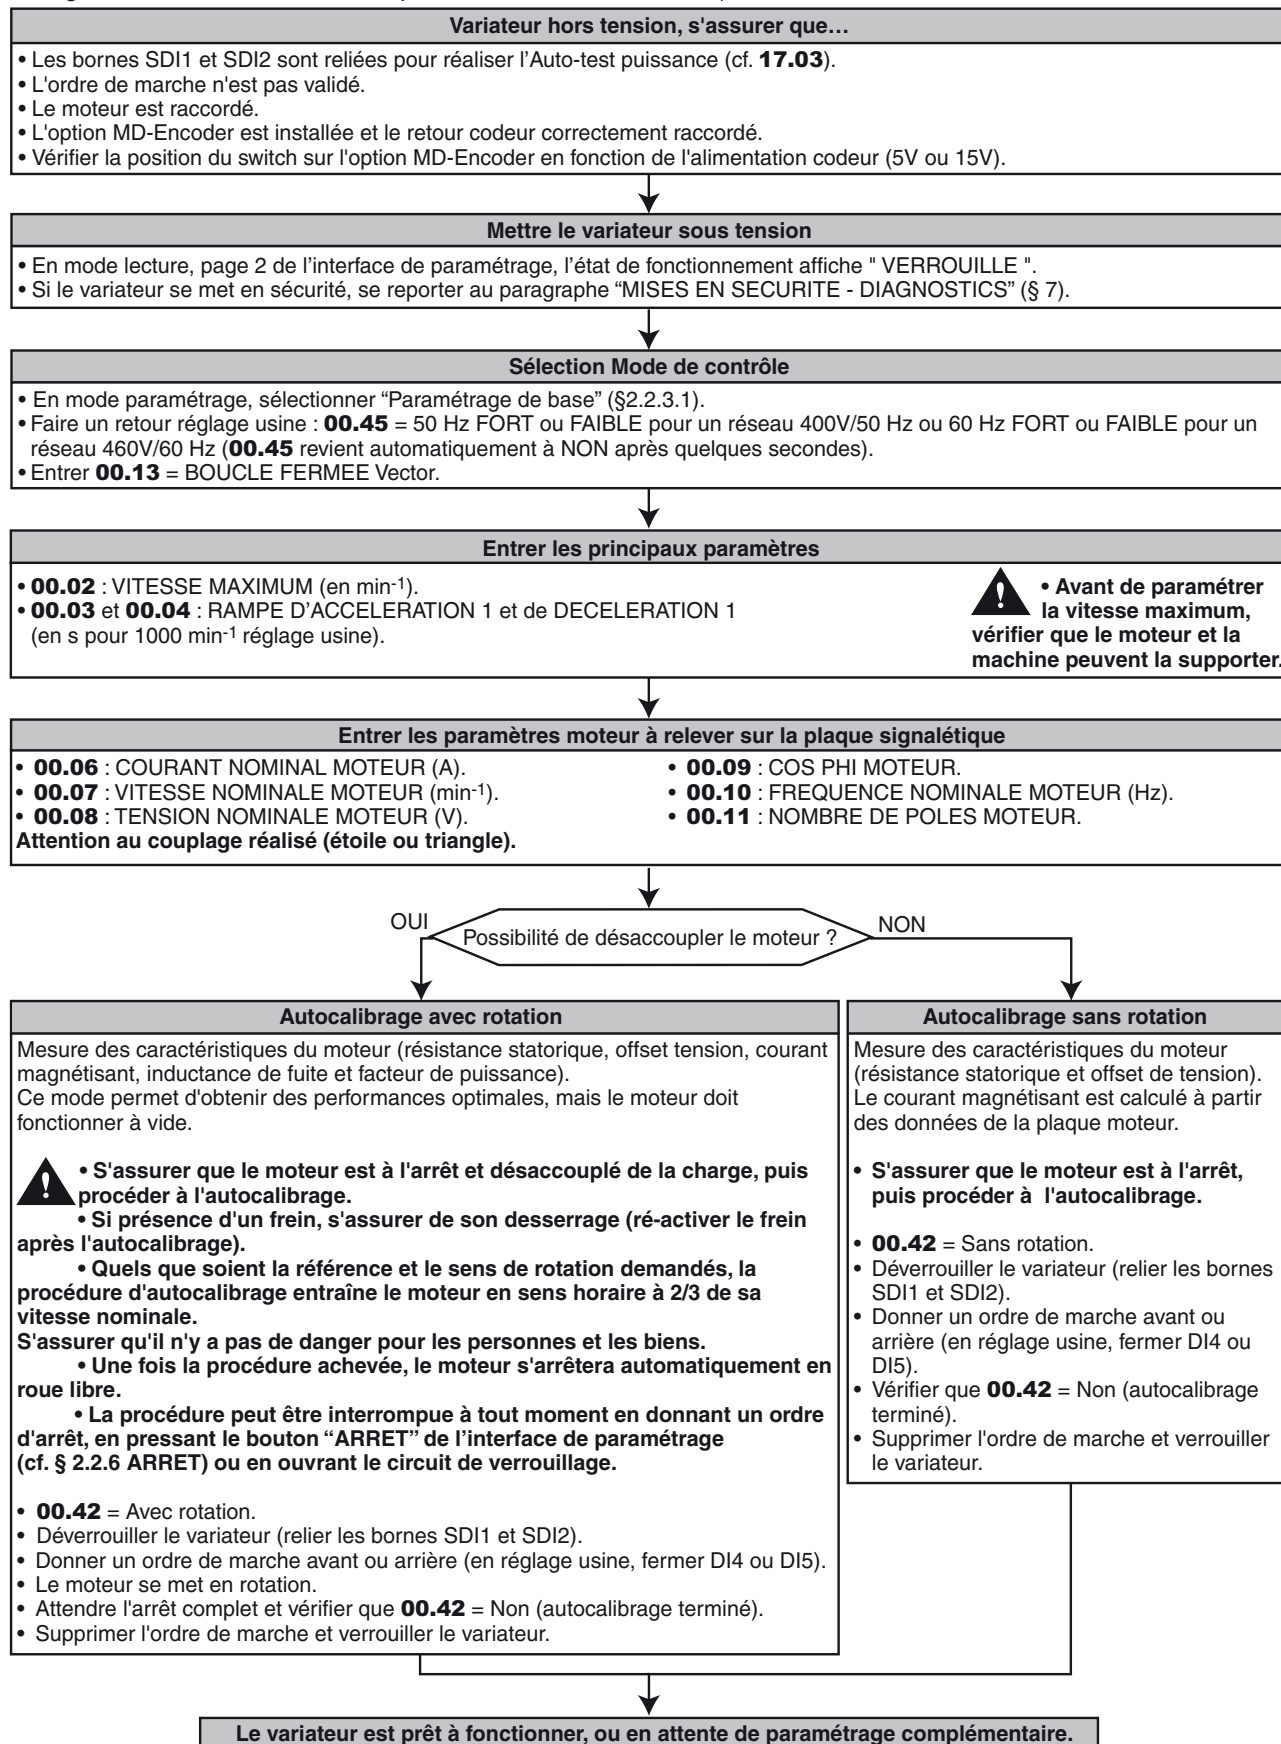 Variateur hors tension, s'assurer que…
• Les bornes SDI1 et SDI2 sont reliées pour réaliser l'Auto-test puissance (cf. 17.03).
• L'ordre de marche n'est pas validé.
• Le moteur est raccordé.
• L'option MD-Encoder est installée et le retour codeur correctement raccordé.
• Vérifier la position du switch sur l'option MD-Encoder en fonction de l'alimentation codeur (5V ou 15V).
Mettre le variateur sous tension
• En mode lecture, page 2 de l'interface de paramétrage, l'état de fonctionnement affiche " VERROUILLE ".
• Si le variateur se met en sécurité, se reporter au paragraphe “MISES EN SECURITE - DIAGNOSTICS” (§ 7).
Sélection Mode de contrôle
• En mode paramétrage, sélectionner “Paramétrage de base” (§2.2.3.1).
• Faire un retour réglage usine : 00.45 = 50 Hz FORT ou FAIBLE pour un réseau 400V/50 Hz ou 60 Hz FORT ou FAIBLE pour un
réseau 460V/60 Hz (00.45 revient automatiquement à NON après quelques secondes).
• Entrer 00.13 = BOUCLE FERMEE Vector.
Entrer les principaux paramètres
• 00.02 : VITESSE MAXIMUM (en min-1).
• 00.03 et 00.04 : RAMPE D'ACCELERATION 1 et de DECELERATION 1
(en s pour 1000 min-1 réglage usine).
! • Avant de paramétrer
la vitesse maximum,
vérifier que le moteur et la
machine peuvent la supporter.
Entrer les paramètres moteur à relever sur la plaque signalétique
• 00.06 : COURANT NOMINAL MOTEUR (A).
• 00.07 : VITESSE NOMINALE MOTEUR (min-1).
• 00.08 : TENSION NOMINALE MOTEUR (V).
Attention au couplage réalisé (étoile ou triangle).
• 00.09 : COS PHI MOTEUR.
• 00.10 : FREQUENCE NOMINALE MOTEUR (Hz).
• 00.11 : NOMBRE DE POLES MOTEUR.
OUI
Possibilité de désaccoupler le moteur ?
NON
Autocalibrage avec rotation
Mesure des caractéristiques du moteur (résistance statorique, offset tension, courant
magnétisant, inductance de fuite et facteur de puissance).
Ce mode permet d'obtenir des performances optimales, mais le moteur doit
fonctionner à vide.
! • S'assurer que le moteur est à l'arrêt et désaccouplé de la charge, puis
procéder à l'autocalibrage.
• Si présence d'un frein, s'assurer de son desserrage (ré-activer le frein
après l'autocalibrage).
• Quels que soient la référence et le sens de rotation demandés, la
procédure d'autocalibrage entraîne le moteur en sens horaire à 2/3 de sa
vitesse nominale.
S'assurer qu'il n'y a pas de danger pour les personnes et les biens.
• Une fois la procédure achevée, le moteur s'arrêtera automatiquement en
roue libre.
• La procédure peut être interrompue à tout moment en donnant un ordre
d'arrêt, en pressant le bouton “ARRET” de l'interface de paramétrage
(cf. § 2.2.6 ARRET) ou en ouvrant le circuit de verrouillage.
• 00.42 = Avec rotation.
• Déverrouiller le variateur (relier les bornes SDI1 et SDI2).
• Donner un ordre de marche avant ou arrière (en réglage usine, fermer DI4 ou DI5).
• Le moteur se met en rotation.
• Attendre l'arrêt complet et vérifier que 00.42 = Non (autocalibrage terminé).
• Supprimer l'ordre de marche et verrouiller le variateur.
Autocalibrage sans rotation
Mesure des caractéristiques du moteur
(résistance statorique et offset de tension).
Le courant magnétisant est calculé à partir
des données de la plaque moteur.
• S'assurer que le moteur est à l'arrêt,
puis procéder à l'autocalibrage.
• 00.42 = Sans rotation.
• Déverrouiller le variateur (relier les bornes
SDI1 et SDI2).
• Donner un ordre de marche avant ou
arrière (en réglage usine, fermer DI4 ou
DI5).
• Vérifier que 00.42 = Non (autocalibrage
terminé).
• Supprimer l'ordre de marche et verrouiller
le variateur.
Le variateur est prêt à fonctionner, ou en attente de paramétrage complémentaire.